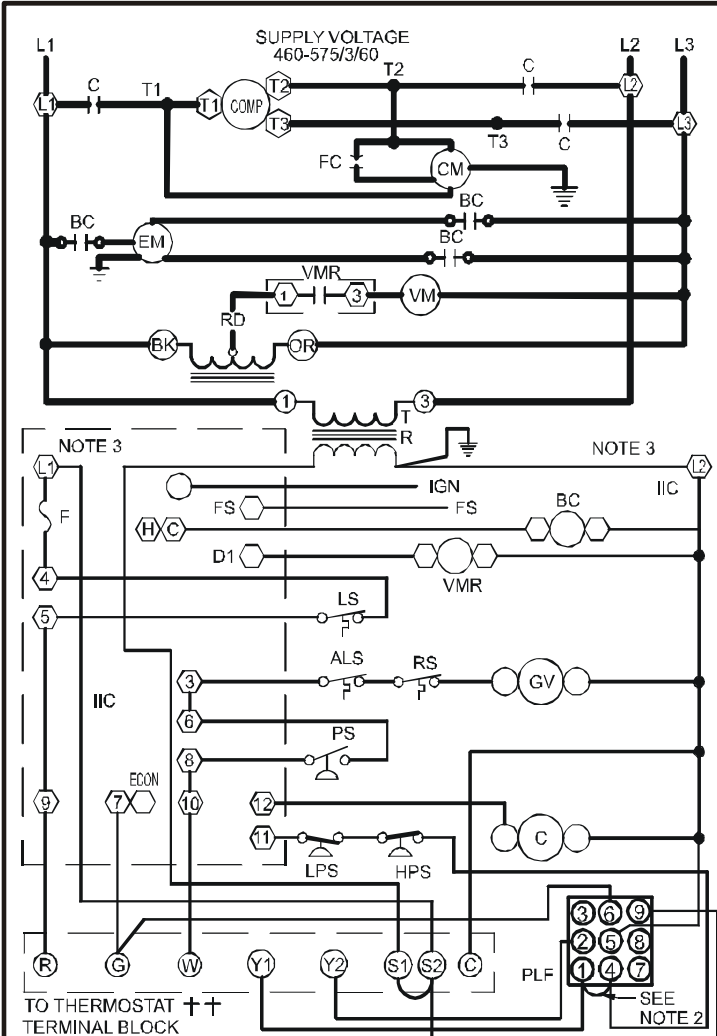 SUPPLY VOLTAGE
460-575/3/60
L1
L2
L3
C
T1
T2
C
L1
T1
COMP
T2
L2
T3
T3
C
L3
FC
CM
BC
BC
EM
BC
VMR
1
3
VM
RD
BK
OR
1
T
3
R
NOTE 3
NOTE 3
L1
IGN
IIC
L2
FS
FS
BC
F
H C
D1
VMR
4
LS
5
ALS
RS
3
GV
IIC
6
PS
8
ECON
9
7
10
12
C
11
LPS
HPS
3 6 9
2 5 8
1 4 7
PLF
R
G
W
Y1
Y2
S1
S2
C
SEE
NOTE 2
TO THERMOSTAT ++
TERMINAL BLOCK